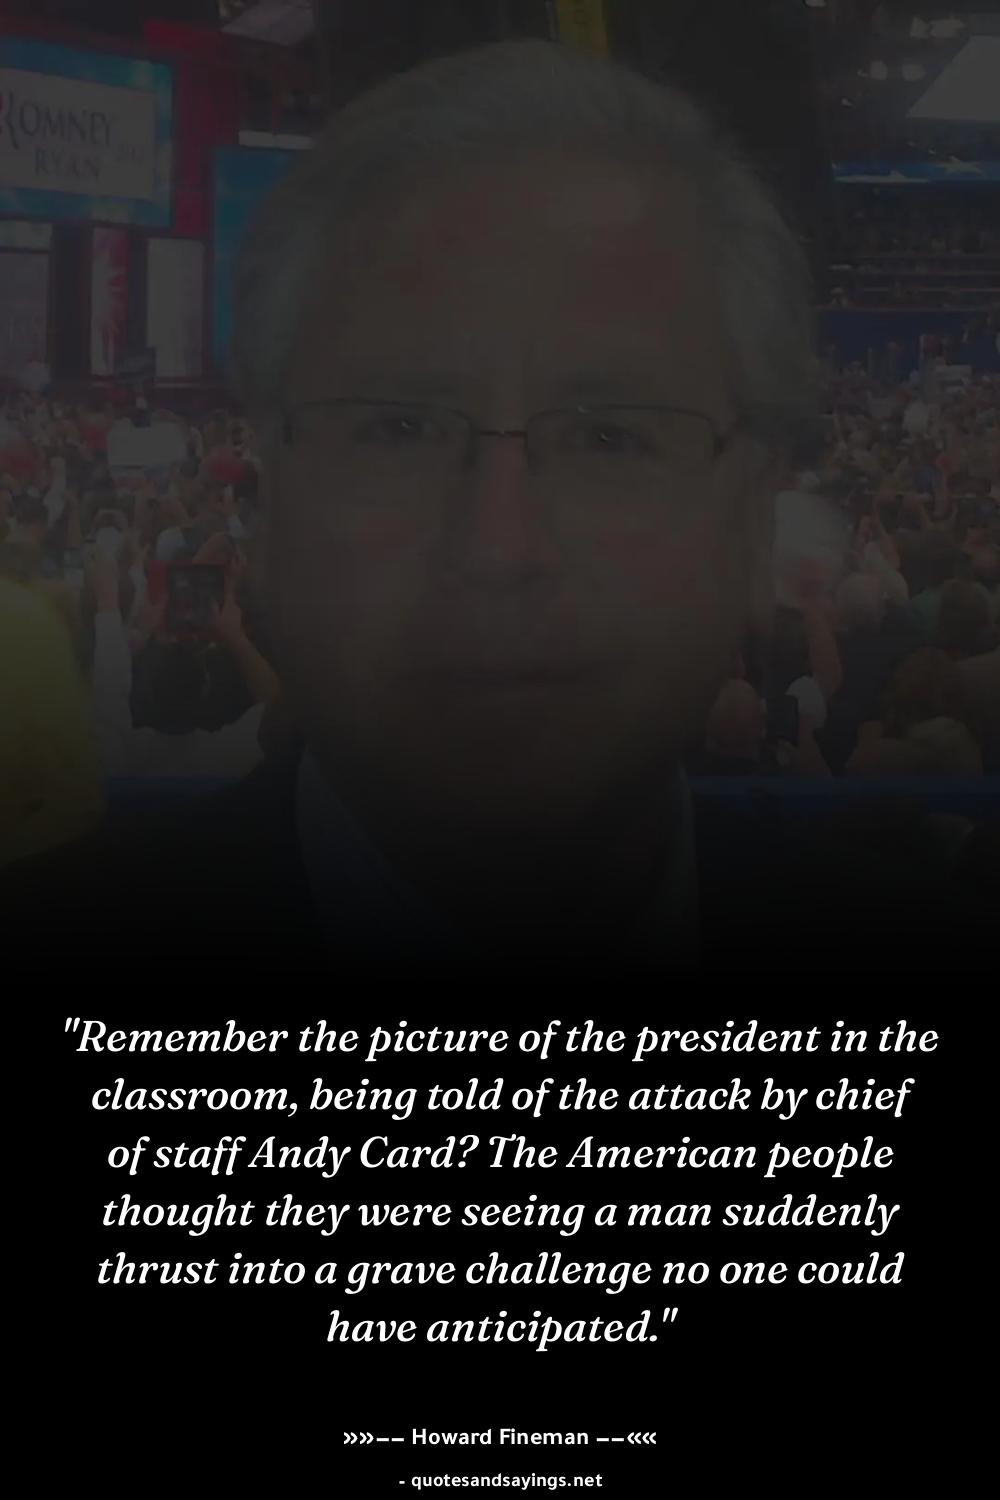 ROMNEY
RYAN
"Remember the picture of the president in the
classroom, being told of the attack by chief
of staff Andy Card? The American people
thought they were seeing a man suddenly
thrust into a grave challenge no one could
have anticipated."
»»–– Howard Fineman ––««
- quotesandsayings.net